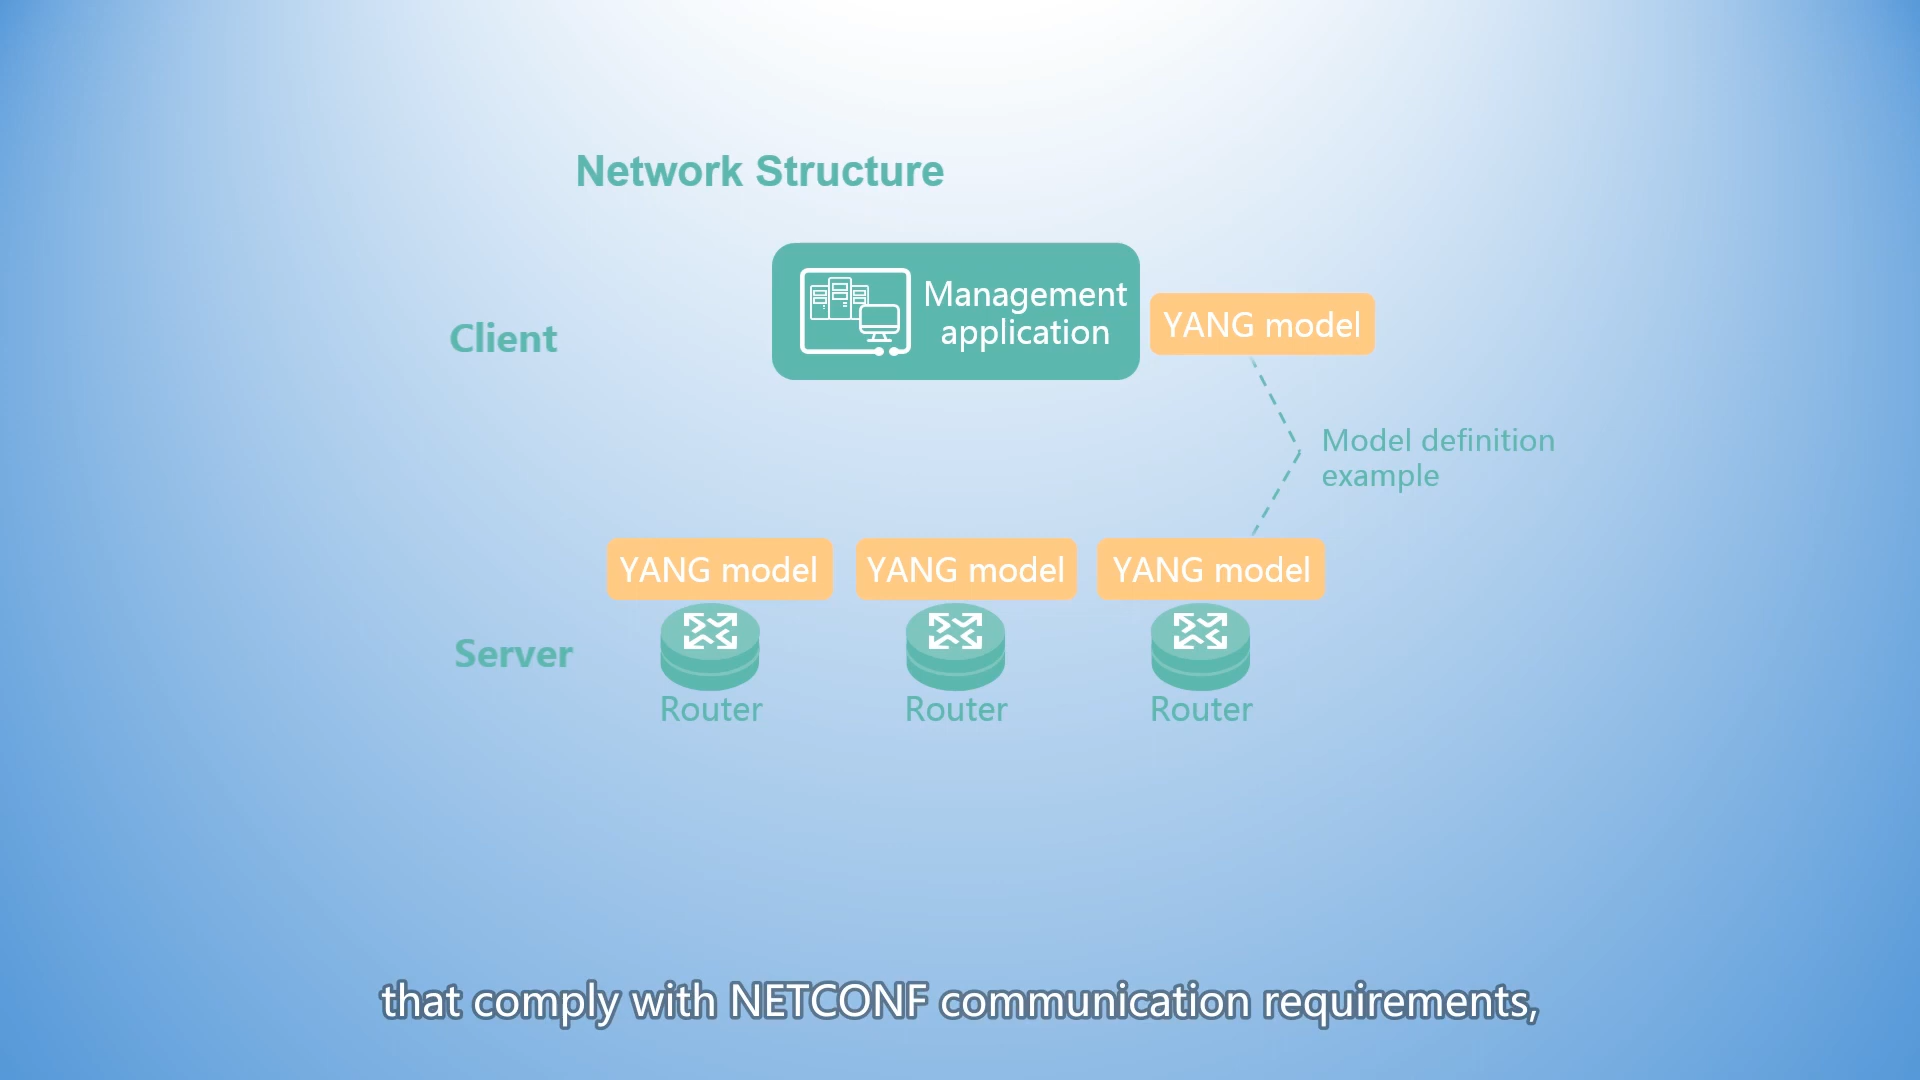 Network Structure
Management
application
YANG model
Client
Model definition
example
YANG model
YANG model
YANG model
Server
Router
Router
Router
that comply with NETCONF communication requirements,